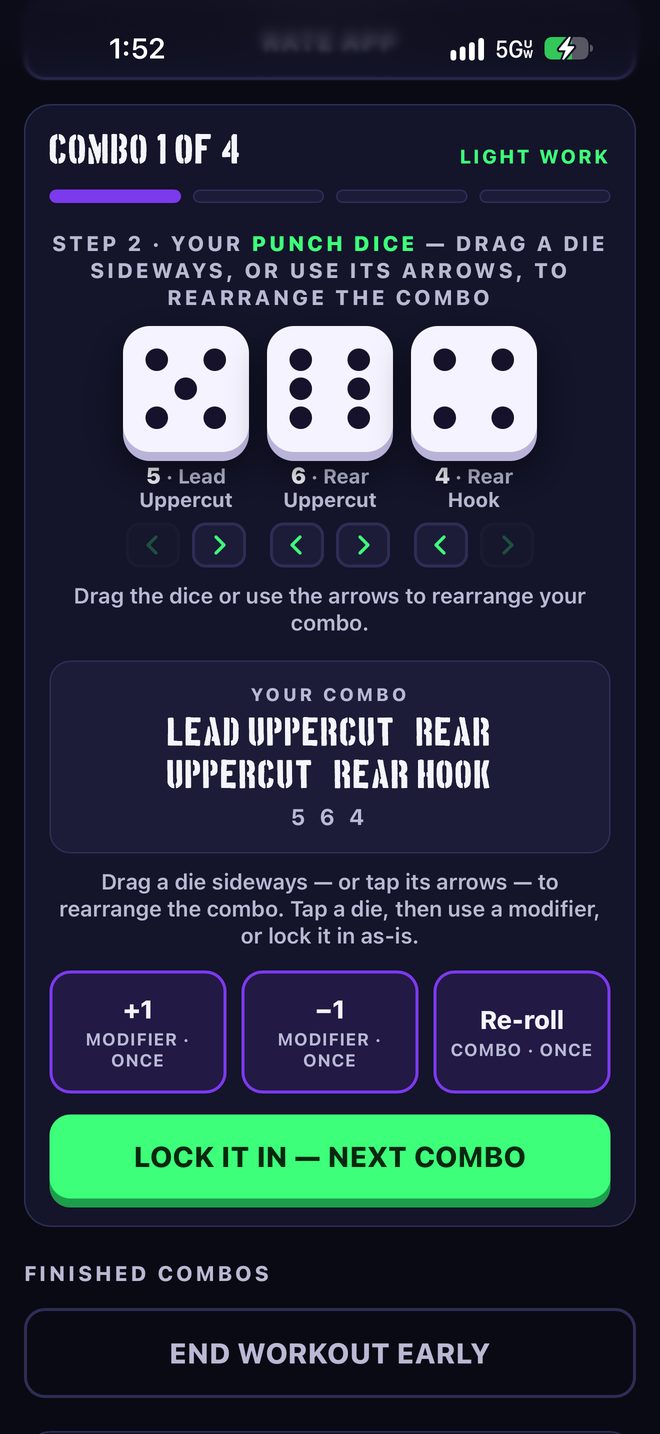 1:52
RATE APP
5GUW
COMBO 1 OF 4
LIGHT WORK
STEP 2 · YOUR PUNCH DICE — DRAG A DIE
SIDEWAYS, OR USE ITS ARROWS, TO
REARRANGE THE COMBO
5 · Lead
Uppercut
6 · Rear
Uppercut
4 · Rear
Hook
Drag the dice or use the arrows to rearrange your
combo.
YOUR COMBO
LEAD UPPERCUT REAR
UPPERCUT REAR HOOK
5 6 4
Drag a die sideways — or tap its arrows — to
rearrange the combo. Tap a die, then use a modifier,
or lock it in as-is.
+1
MODIFIER ·
ONCE
−1
MODIFIER ·
ONCE
Re-roll
COMBO · ONCE
LOCK IT IN — NEXT COMBO
FINISHED COMBOS
END WORKOUT EARLY